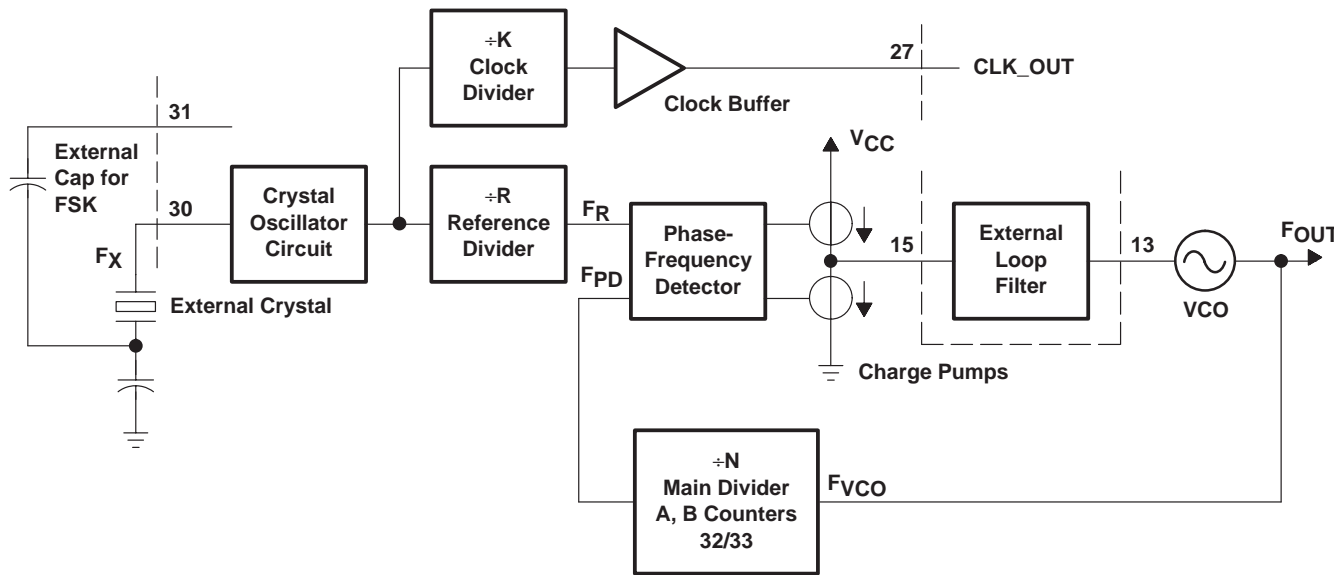 ÷K
Clock
Divider
Clock Buffer
27
CLK_OUT
31
External
Cap for
FSK
30
FX
External Crystal
Crystal
Oscillator
Circuit
÷R
Reference
Divider
FR
FPD
Phase-
Frequency
Detector
VCC
15
Charge Pumps
External
Loop
Filter
13
VCO
FOUT
÷N
Main Divider
A, B Counters
32/33
FVCO